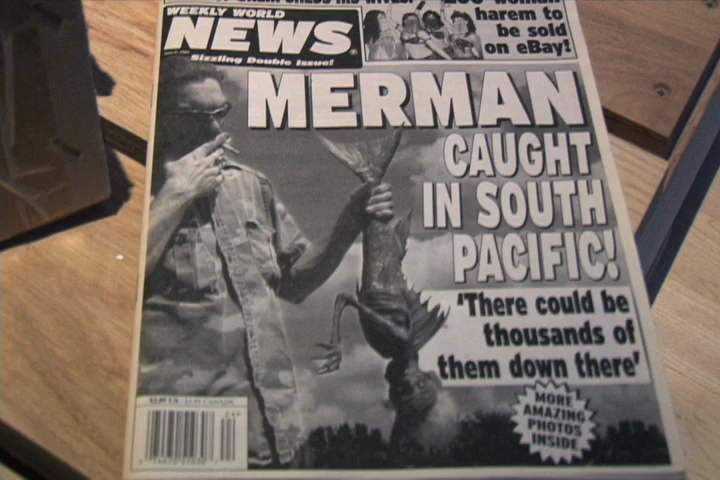 WEEKLY WORLD
NEWS
Sizzling Double Issue!
harem to
be sold
on eBay!
MERMAN
CAUGHT
IN SOUTH
PACIFIC!
'There could be
thousands of
them down there'
MORE
AMAZING
PHOTOS
INSIDE